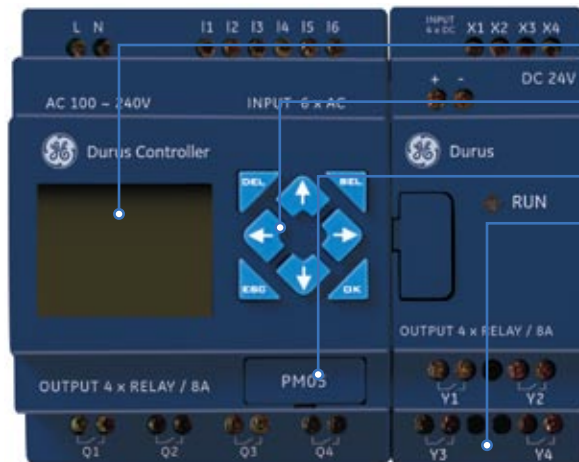 L N I1 I2 I3 I4 I5 I6
INPUT
4 x DC
X1 X2 X3 X4
+ -
DC 24V
AC 100 ~ 240V INPUT 6 x AC
Durus Controller
Durus
DEL SEL
RUN
ESC OK
OUTPUT 4 x RELAY / 8A
Y1 Y2
OUTPUT 4 x RELAY / 8A
PM05
Q1 Q2 Q3 Q4
Y3 Y4